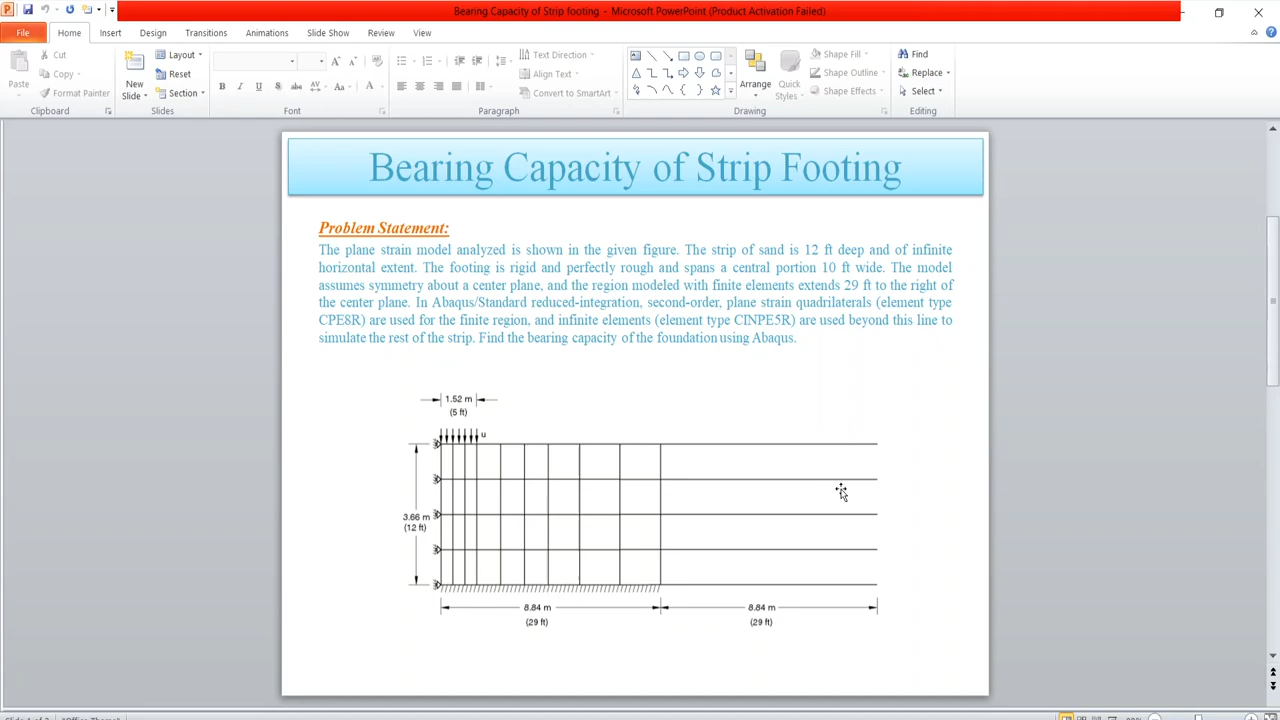 Bearing Capacity of Strip footing - Microsoft PowerPoint (Product Activation Failed)
File Home Insert Design Transitions Animations Slide Show Review View
Paste
Cut
Copy
Format Painter
Clipboard
New
Slide
Layout
Reset
Section
Slides
Font
Text Direction
Align Text
Convert to SmartArt
Paragraph
Arrange
Quick
Styles
Shape Fill
Shape Outline
Shape Effects
Drawing
Find
Replace
Select
Editing
Bearing Capacity of Strip Footing
Problem Statement:
The plane strain model analyzed is shown in the given figure. The strip of sand is 12 ft deep and of infinite
horizontal extent. The footing is rigid and perfectly rough and spans a central portion 10 ft wide. The model
assumes symmetry about a center plane, and the region modeled with finite elements extends 29 ft to the right of
the center plane. In Abaqus/Standard reduced-integration, second-order, plane strain quadrilaterals (element type
CPE8R) are used for the finite region, and infinite elements (element type CINPE5R) are used beyond this line to
simulate the rest of the strip. Find the bearing capacity of the foundation using Abaqus.
1.52 m
(5 ft)
u
3.66 m
(12 ft)
8.84 m
(29 ft)
8.84 m
(29 ft)